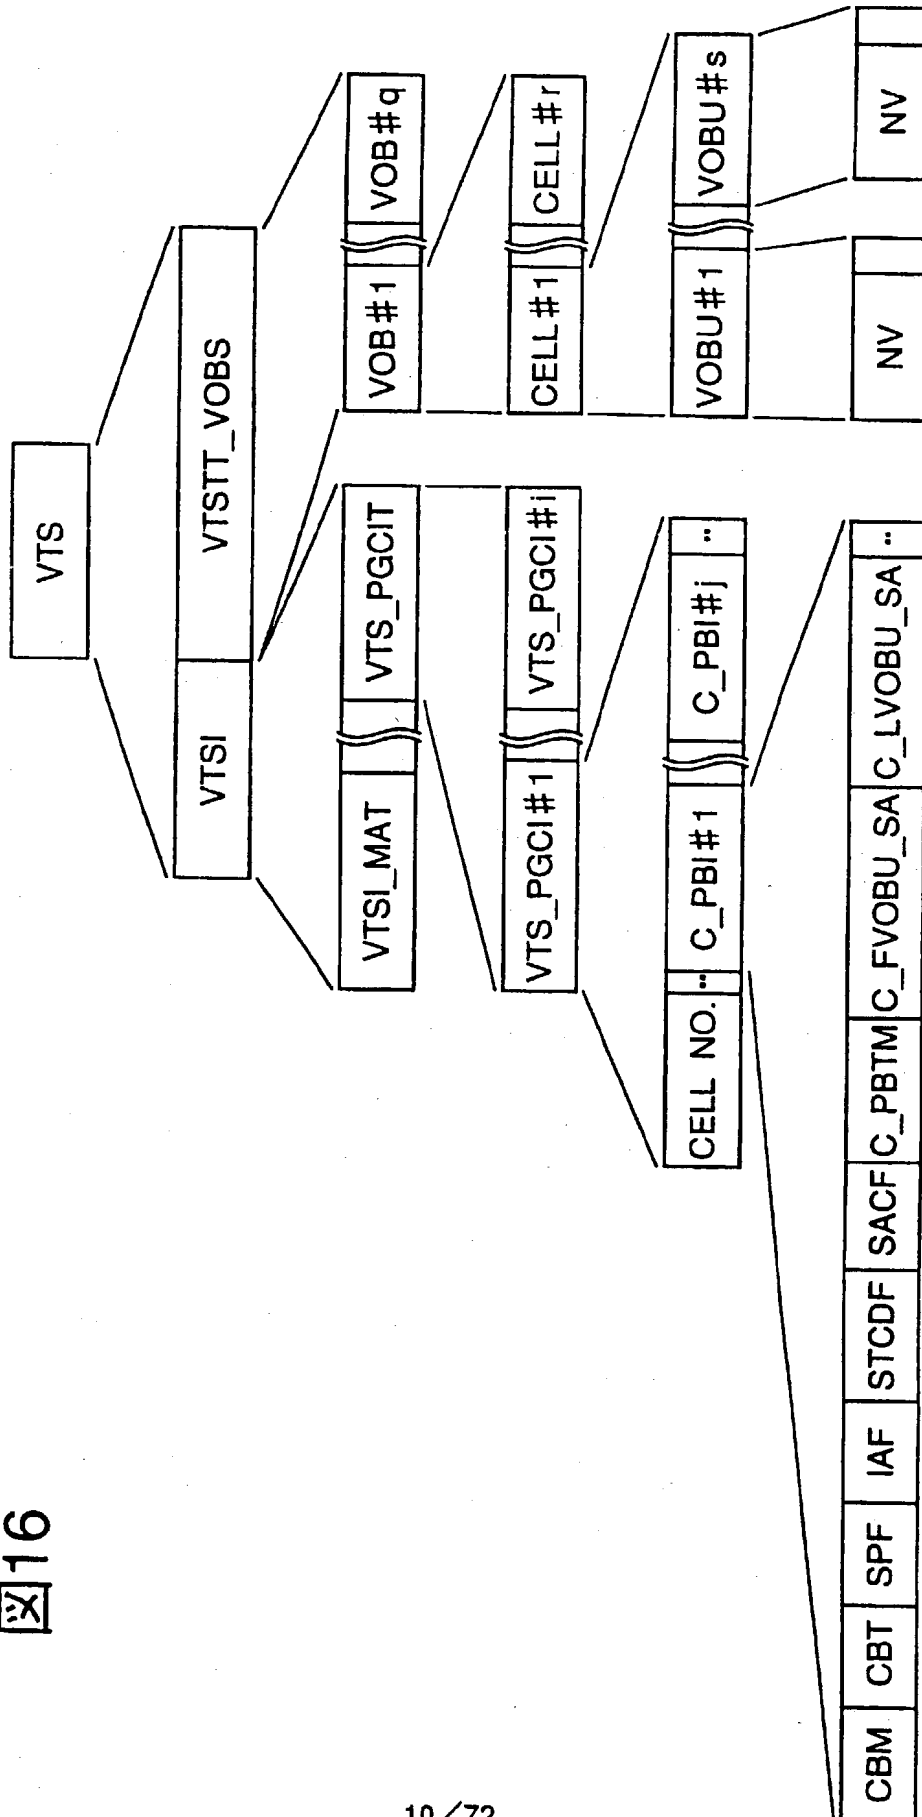 図16
VTS
VTSI VTSTT_VOBS
VTSI_MAT VTS_PGCIT VOB#1 VOB#q
VTS_PGCI#1 VTS_PGCI#i CELL#1 CELL#r
CELL NO. ‥ C_PBI#1 C_PBI#j ‥ VOBU#1 VOBU#s
CBM CBT SPF IAF STCDF SACF C_PBTM C_FVOBU_SA C_LVOBU_SA ‥ NV NV
19/72